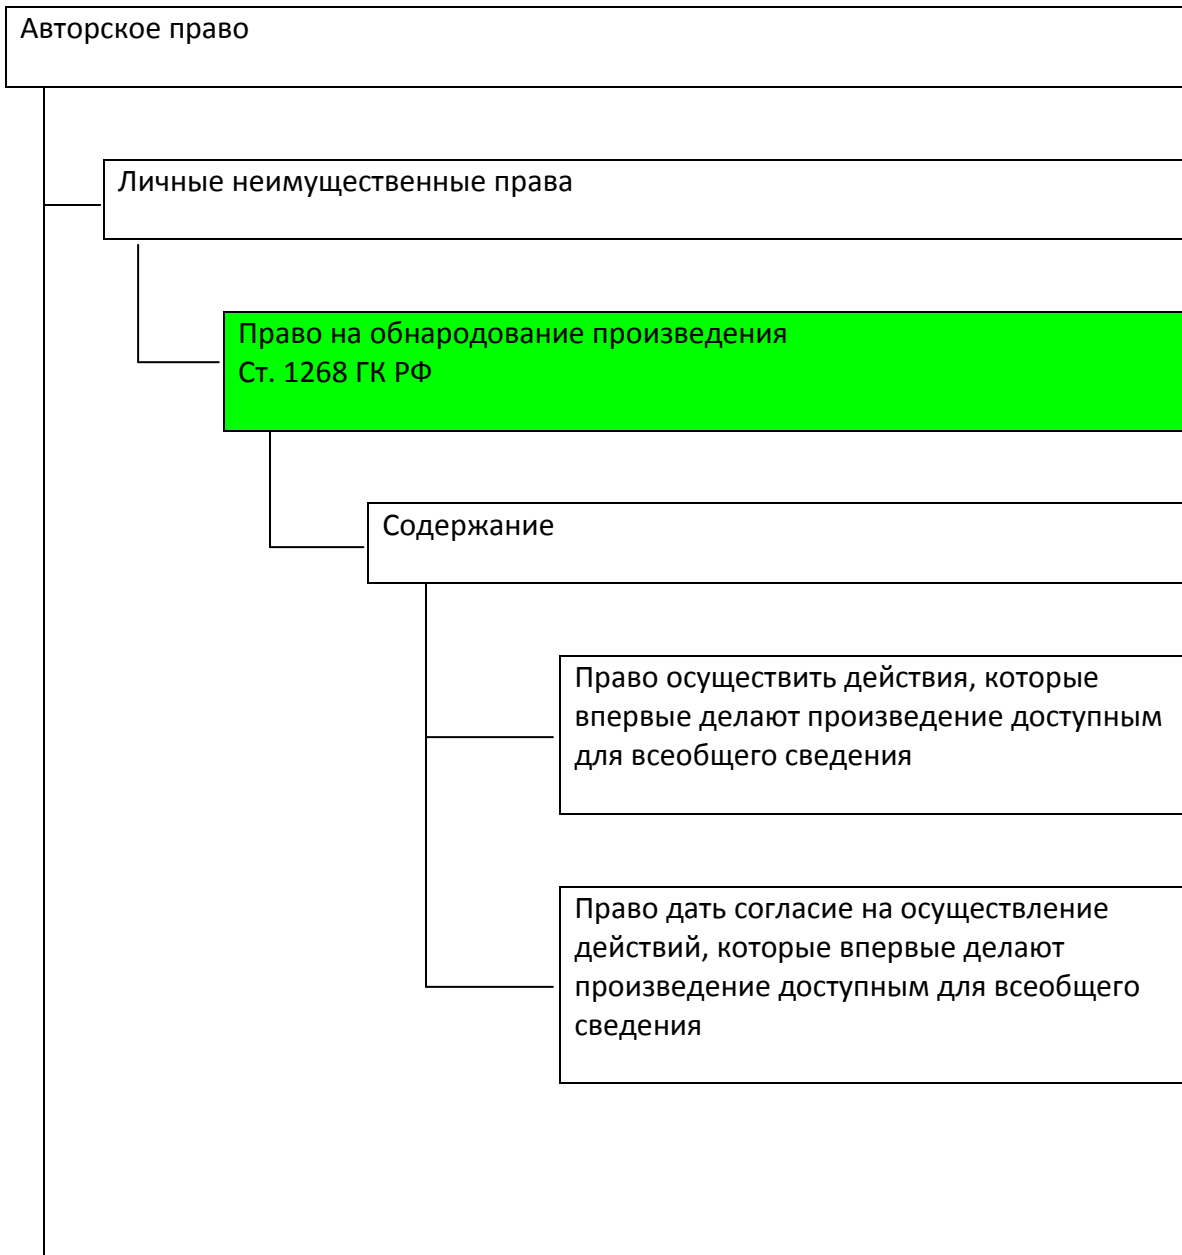 Авторское право
Личные неимущественные права
Право на обнародование произведения
Ст. 1268 ГК РФ
Содержание
Право осуществить действия, которые
впервые делают произведение доступным
для всеобщего сведения
Право дать согласие на осуществление
действий, которые впервые делают
произведение доступным для всеобщего
сведения